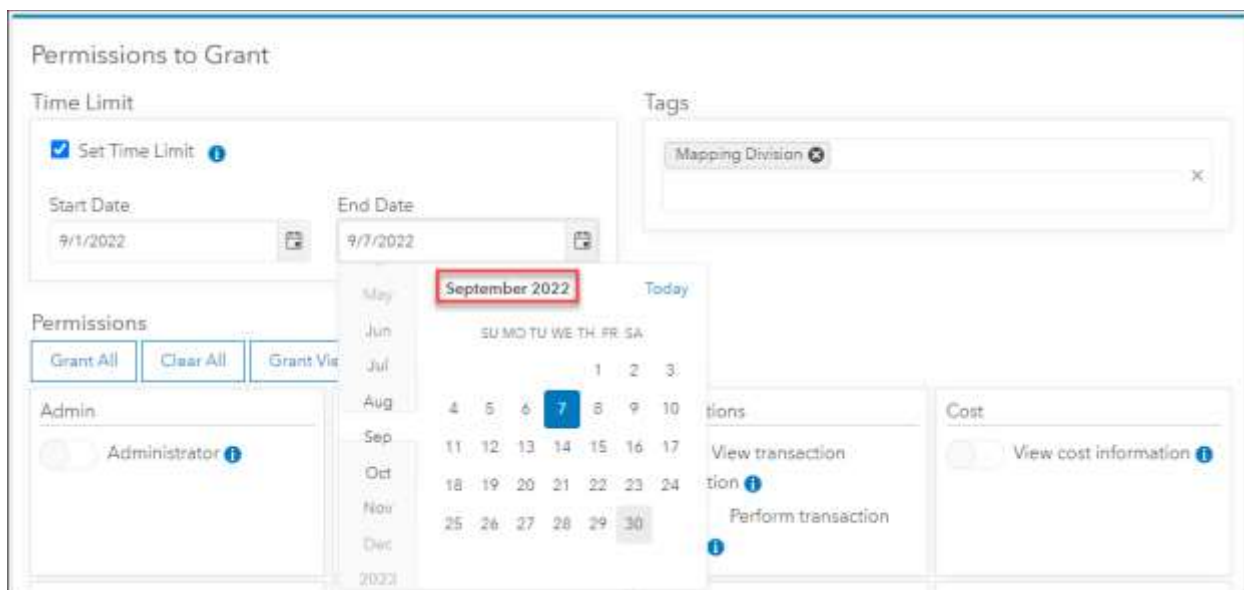 Permissions to Grant
Time Limit
Tags
Set Time Limit
Mapping Division
Start Date
End Date
9/1/2022
9/7/2022
May
Jun
Jul
Aug
Sep
Oct
Nov
Dec
2023
September 2022
Today
SU MO TU WE TH FR SA
1 2 3
4 5 6 7 8 9 10
11 12 13 14 15 16 17
18 19 20 21 22 23 24
25 26 27 28 29 30
Permissions
Grant All
Clear All
Grant Vie
Admin
Administrator
tions
View transaction
tion
Perform transaction
Cost
View cost information